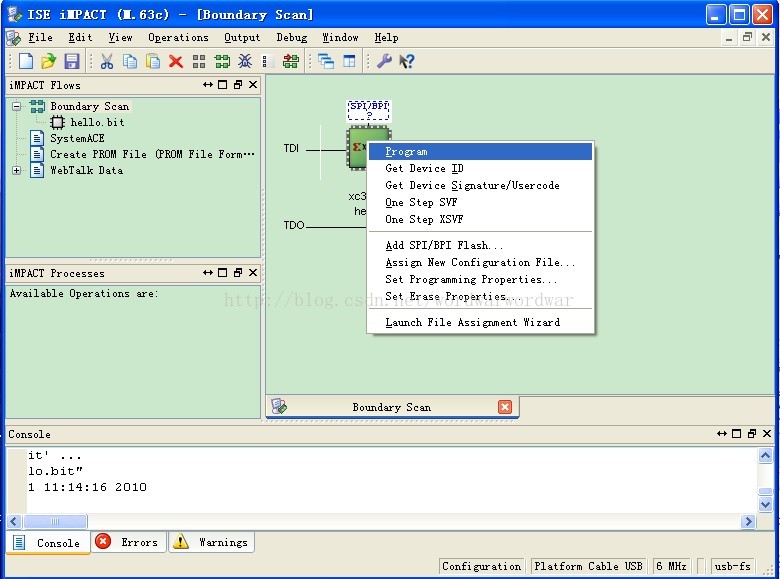 ISE iMPACT (M.63c) - [Boundary Scan]
File Edit View Operations Output Debug Window Help
iMPACT Flows
Boundary Scan
hello.bit
SystemACE
Create PROM File (PROM File Form...
WebTalk Data
iMPACT Processes
Available Operations are:
SPI/BPI
?
TDI
xc3
he
TDO
Program
Get Device ID
Get Device Signature/Usercode
One Step SVF
One Step XSVF
Add SPI/BPI Flash...
Assign New Configuration File...
Set Programming Properties...
Set Erase Properties...
Launch File Assignment Wizard
http://blog.csdn.net/wordwarwordwar
Boundary Scan
Console
it' ...
lo.bit"
1 11:14:16 2010
Console Errors Warnings
Configuration Platform Cable USB 6 MHz usb-fs